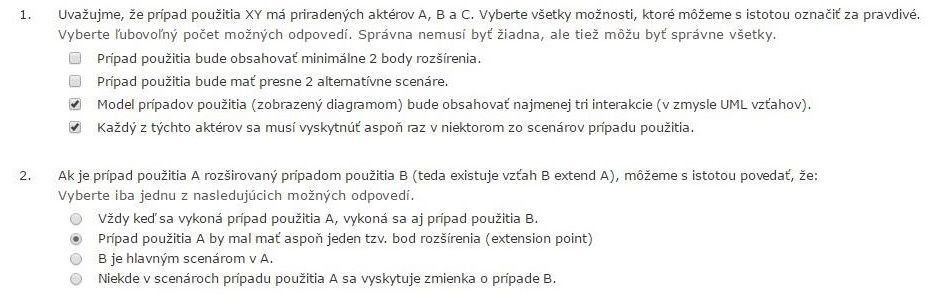 1. Uvažujme, že prípad použitia XY má priradených aktérov A, B a C. Vyberte všetky možnosti, ktoré môžeme s istotou označiť za pravdivé.
Vyberte ľubovoľný počet možných odpovedí. Správna nemusí byť žiadna, ale tiež môžu byť správne všetky.
Prípad použitia bude obsahovať minimálne 2 body rozšírenia.
Prípad použitia bude mať presne 2 alternatívne scenáre.
Model prípadov použitia (zobrazený diagramom) bude obsahovať najmenej tri interakcie (v zmysle UML vzťahov).
Každý z týchto aktérov sa musí vyskytnúť aspoň raz v niektorom zo scenárov prípadu použitia.
2. Ak je prípad použitia A rozširovaný prípadom použitia B (teda existuje vzťah B extend A), môžeme s istotou povedať, že:
Vyberte iba jednu z nasledujúcich možných odpovedí.
Vždy keď sa vykoná prípad použitia A, vykoná sa aj prípad použitia B.
Prípad použitia A by mal mať aspoň jeden tzv. bod rozšírenia (extension point)
B je hlavným scenárom v A.
Niekde v scenároch prípadu použitia A sa vyskytuje zmienka o prípade B.